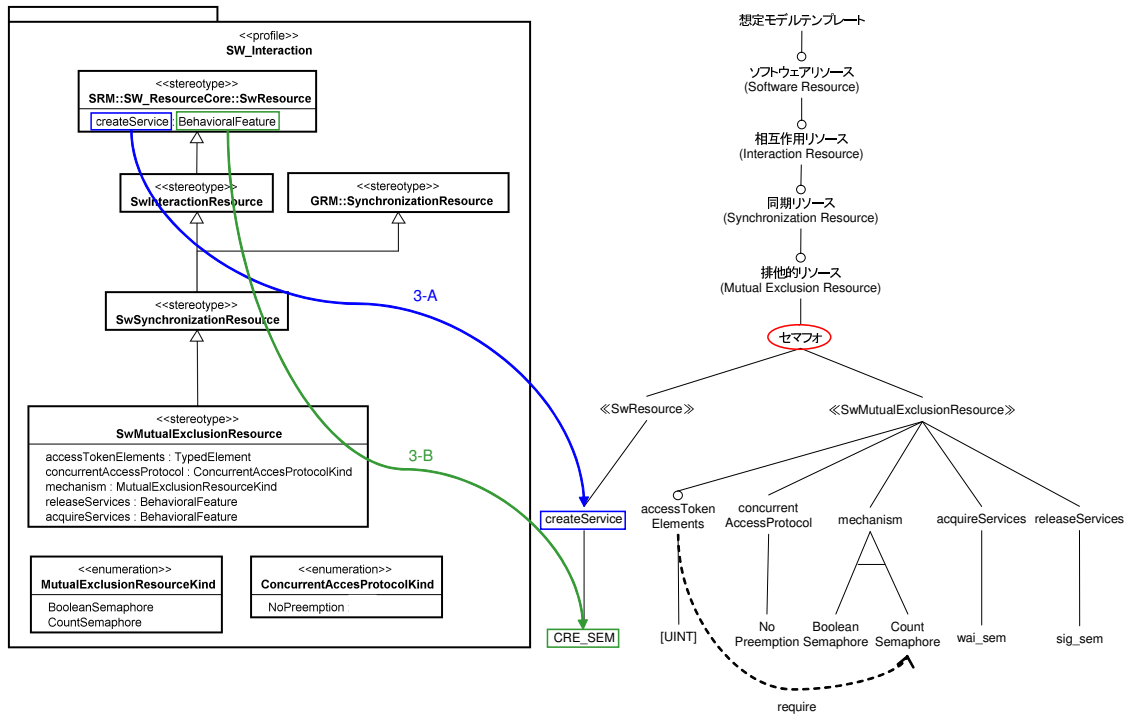 <<profile>>
SW_Interaction
<<stereotype>>
SRM::SW_ResourceCore::SwResource
createService : BehavioralFeature
<<stereotype>>
SwInteractionResource
<<stereotype>>
GRM::SynchronizationResource
<<stereotype>>
SwSynchronizationResource
<<stereotype>>
SwMutualExclusionResource
accessTokenElements : TypedElement
concurrentAccessProtocol : ConcurrentAccesProtocolKind
mechanism : MutualExclusionResourceKind
releaseServices : BehavioralFeature
acquireServices : BehavioralFeature
<<enumeration>>
MutualExclusionResourceKind
BooleanSemaphore
CountSemaphore
<<enumeration>>
ConcurrentAccesProtocolKind
NoPreemption
3-A
3-B
想定モデルテンプレート
ソフトウェアリソース
(Software Resource)
相互作用リソース
(Interaction Resource)
同期リソース
(Synchronization Resource)
排他的リソース
(Mutual Exclusion Resource)
セマフォ
≪SwResource≫
≪SwMutualExclusionResource≫
createService
accessToken
Elements
concurrent
AccessProtocol
mechanism
acquireServices
releaseServices
CRE_SEM
[UINT]
No
Preemption
Boolean
Semaphore
Count
Semaphore
wai_sem
sig_sem
require